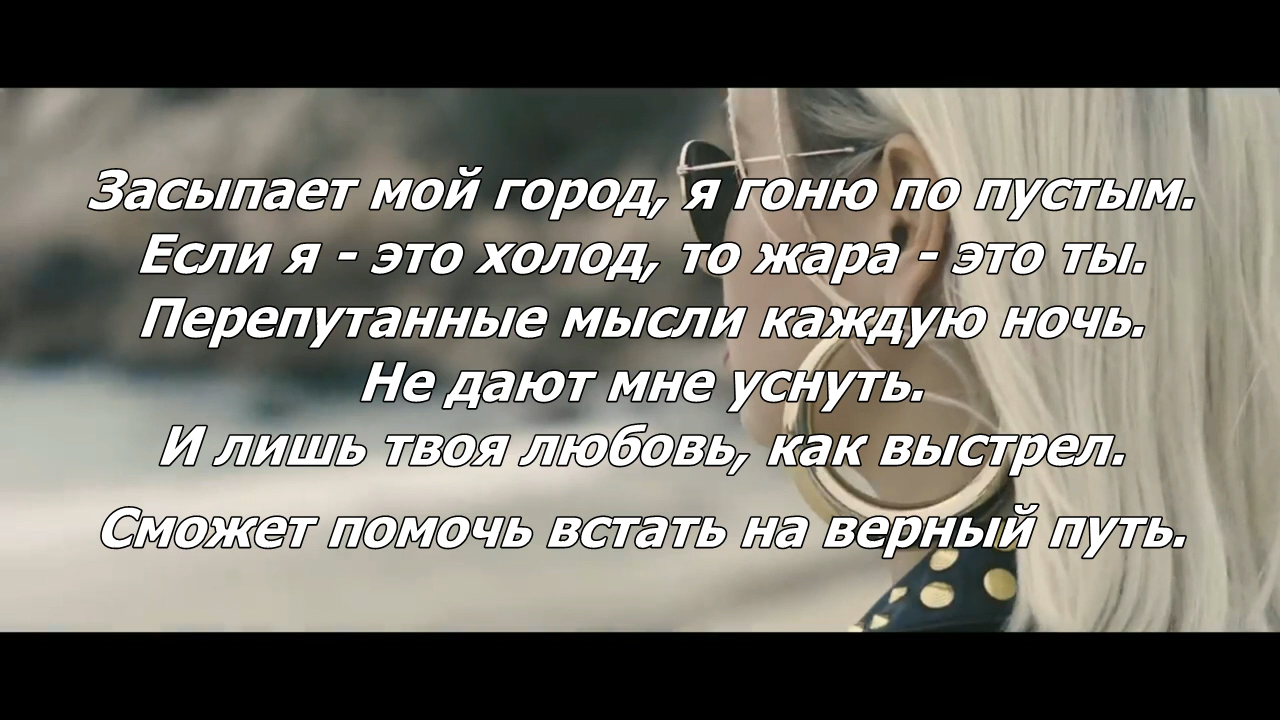 Засыпает мой город, я гоню по пустым.
Если я - это холод, то жара - это ты.
Перепутанные мысли каждую ночь.
Не дают мне уснуть.
И лишь твоя любовь, как выстрел.
Сможет помочь встать на верный путь.